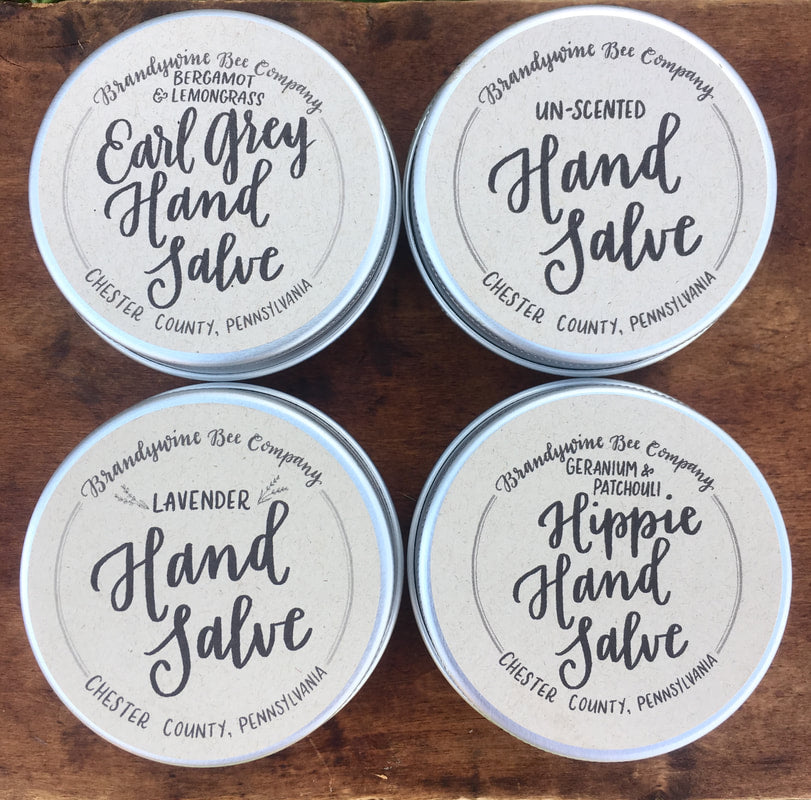 Brandywine Bee Company
BERGAMOT
& LEMONGRASS
Earl Grey
Hand
Salve
CHESTER COUNTY, PENNSYLVANIA
Brandywine Bee Company
UN-SCENTED
Hand
Salve
CHESTER COUNTY, PENNSYLVANIA
Brandywine Bee Company
LAVENDER
Hand
Salve
CHESTER COUNTY, PENNSYLVANIA
Brandywine Bee Company
GERANIUM &
PATCHOULI
Hippie
Hand
Salve
CHESTER COUNTY, PENNSYLVANIA